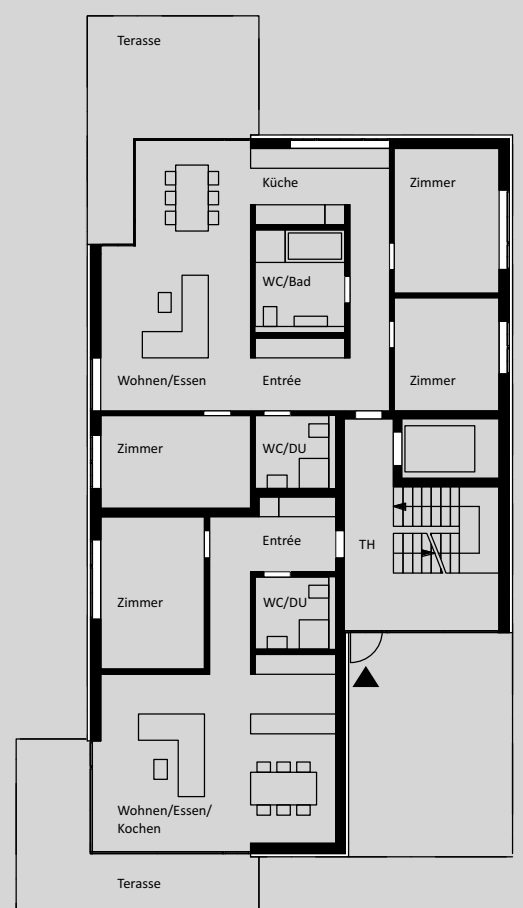 Terasse
Küche
Zimmer
WC/Bad
Wohnen/Essen
Entrée
Zimmer
Zimmer
WC/DU
Entrée
TH
Zimmer
WC/DU
Wohnen/Essen/
Kochen
Terasse